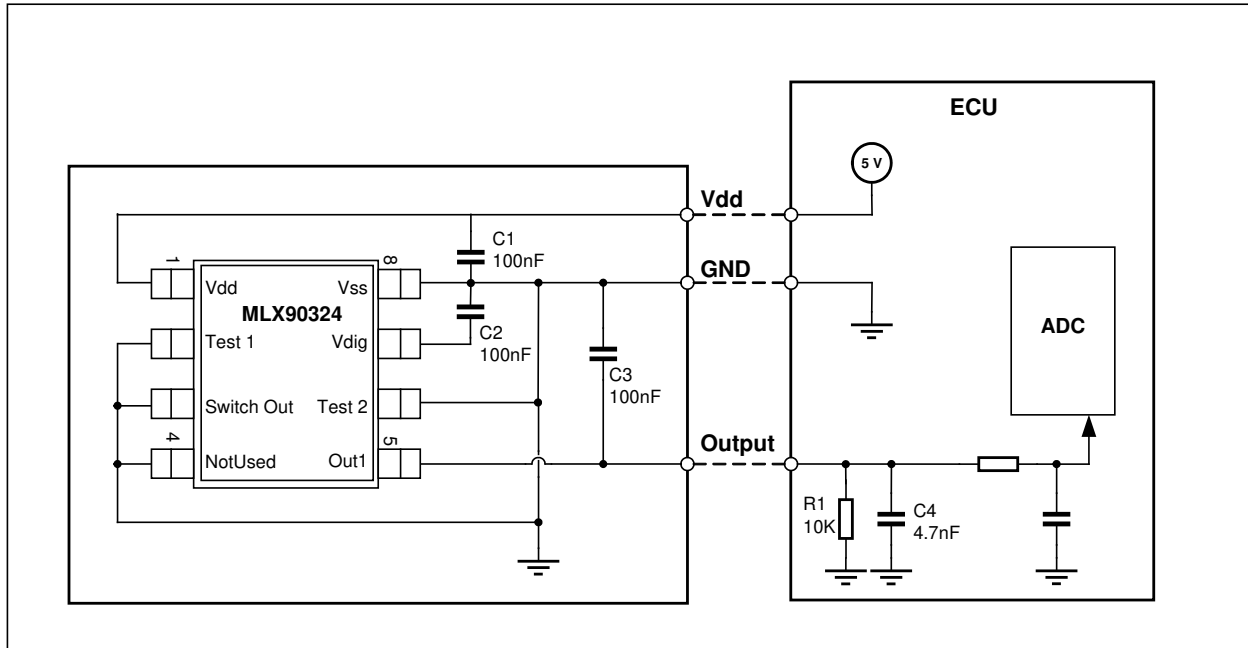 ECU
5 V
Vdd
C1
100nF
GND
1
8
Vdd
Vss
MLX90324
Test 1
Vdig
C2
100nF
ADC
C3
100nF
Switch Out
Test 2
4
5
NotUsed
Out1
Output
R1
10K
C4
4.7nF